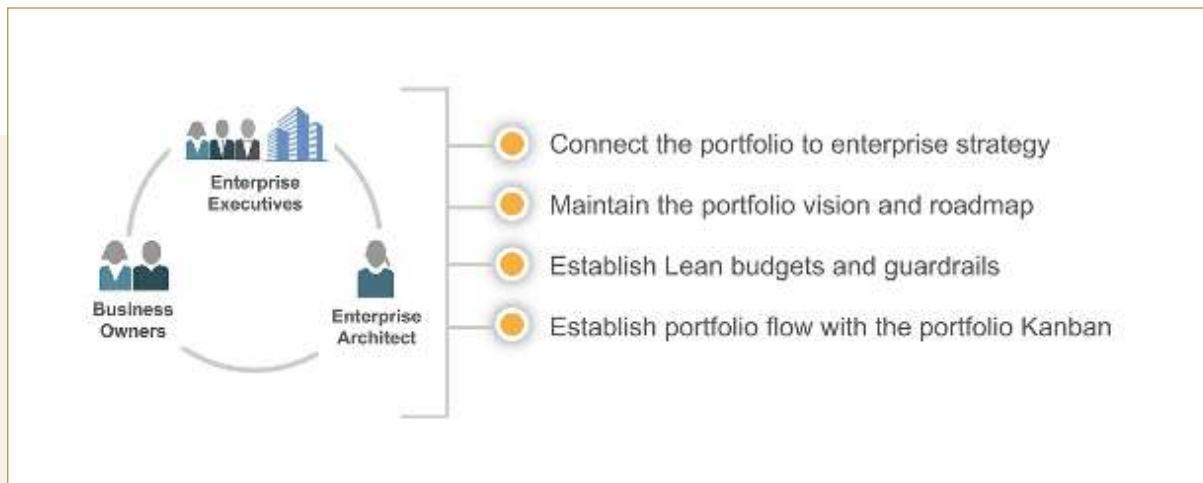 Enterprise
Executives
Business
Owners
Enterprise
Architect
Connect the portfolio to enterprise strategy
Maintain the portfolio vision and roadmap
Establish Lean budgets and guardrails
Establish portfolio flow with the portfolio Kanban